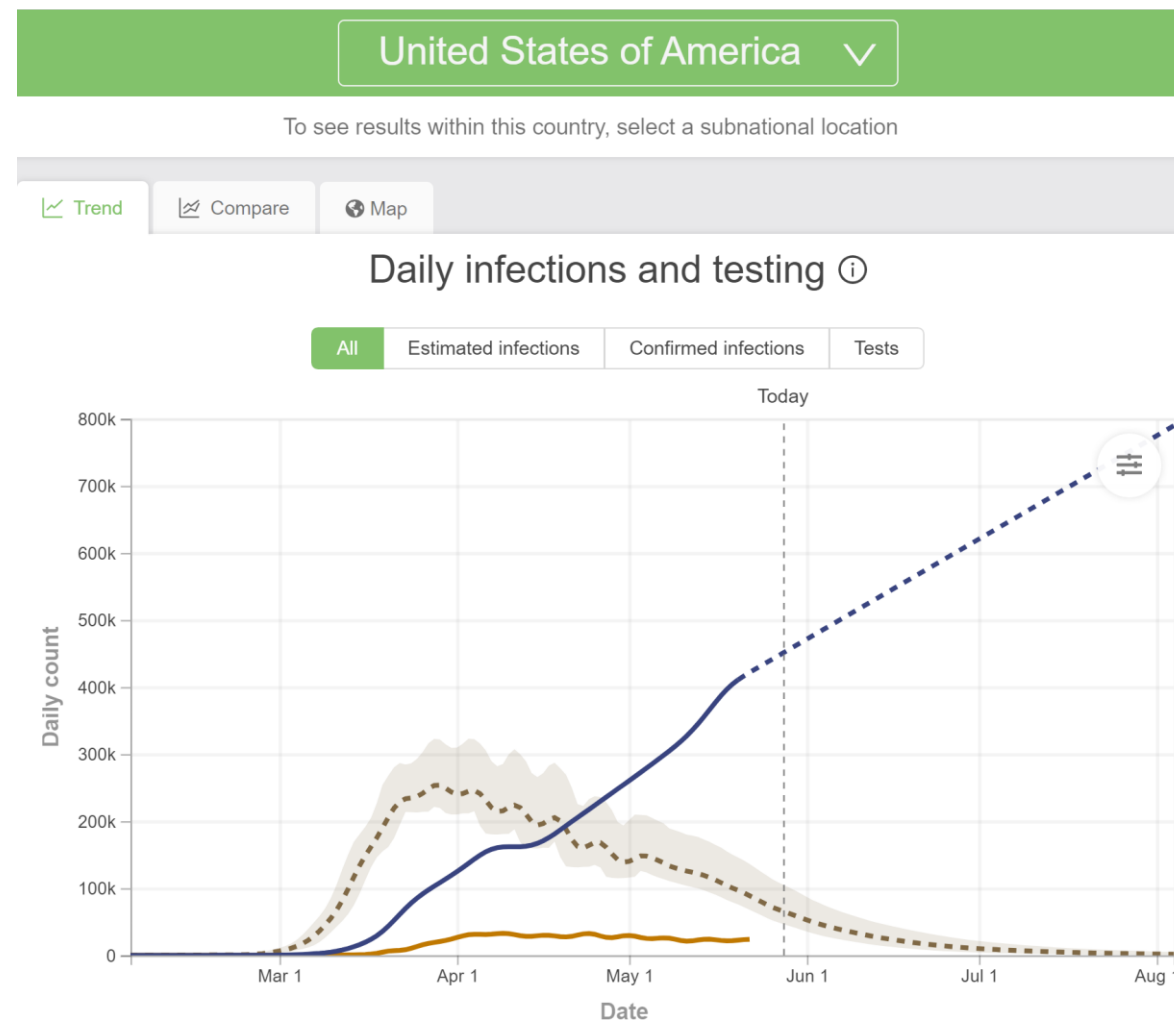 United States of America
To see results within this country, select a subnational location
Trend Compare Map
Daily infections and testing
All Estimated infections Confirmed infections Tests
Today
800k
700k
600k
500k
400k
300k
200k
100k
0
Daily count
Mar 1 Apr 1 May 1 Jun 1 Jul 1 Aug
Date